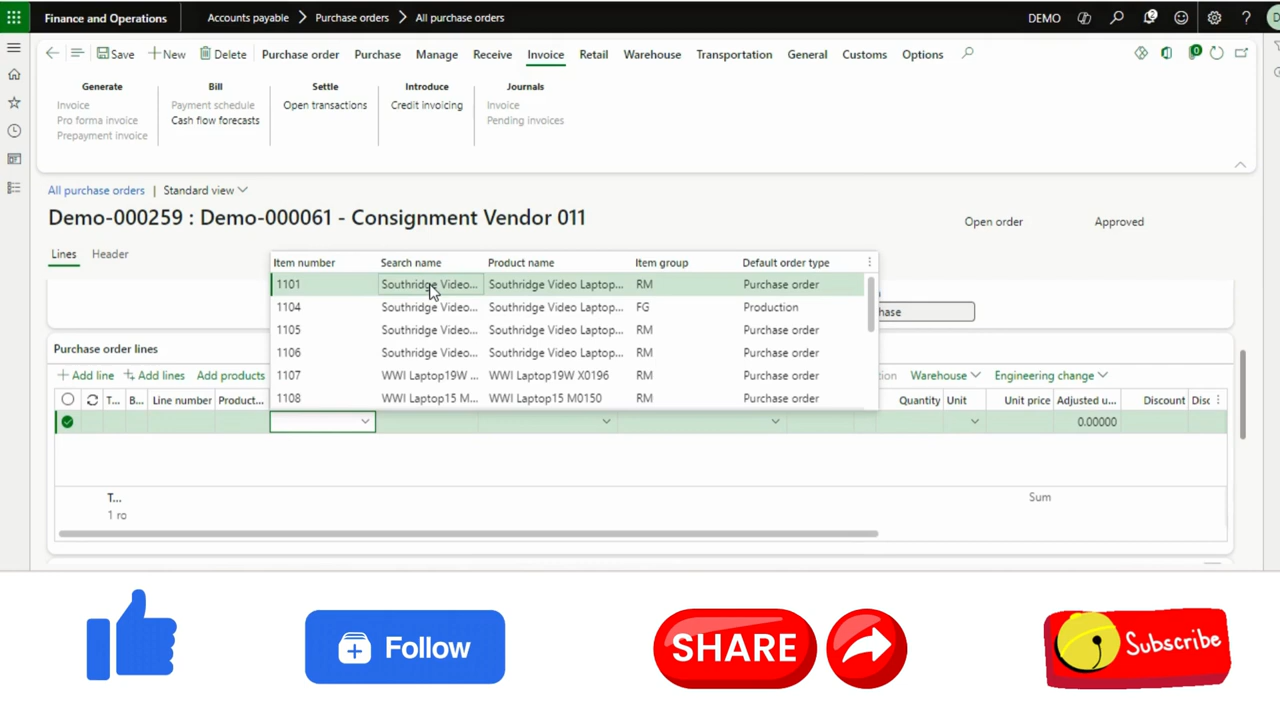 Finance and Operations Accounts payable Purchase orders All purchase orders DEMO 2
Save New Delete Purchase order Purchase Manage Receive Invoice Retail Warehouse Transportation General Customs Options 0
Generate Bill Settle Introduce Journals
Invoice Payment schedule Open transactions Credit invoicing Invoice
Pro forma invoice Cash flow forecasts Pending invoices
Prepayment invoice
All purchase orders | Standard view
Demo-000259 : Demo-000061 - Consignment Vendor 011 Open order Approved
Lines Header
Item number Search name Product name Item group Default order type
1101 Southridge Video... Southridge Video Laptop... RM Purchase order
1104 Southridge Video... Southridge Video Laptop... FG Production
1105 Southridge Video... Southridge Video Laptop... RM Purchase order
1106 Southridge Video... Southridge Video Laptop... RM Purchase order
1107 WWI Laptop19W ... WWI Laptop19W X0196 RM Purchase order
1108 WWI Laptop15 M... WWI Laptop15 M0150 RM Purchase order
hase
Purchase order lines
Add line Add lines Add products tion Warehouse Engineering change
T... B... Line number Product... Quantity Unit Unit price Adjusted u... Discount Disc
0.00000
T... Sum
1 ro
Follow SHARE Subscribe